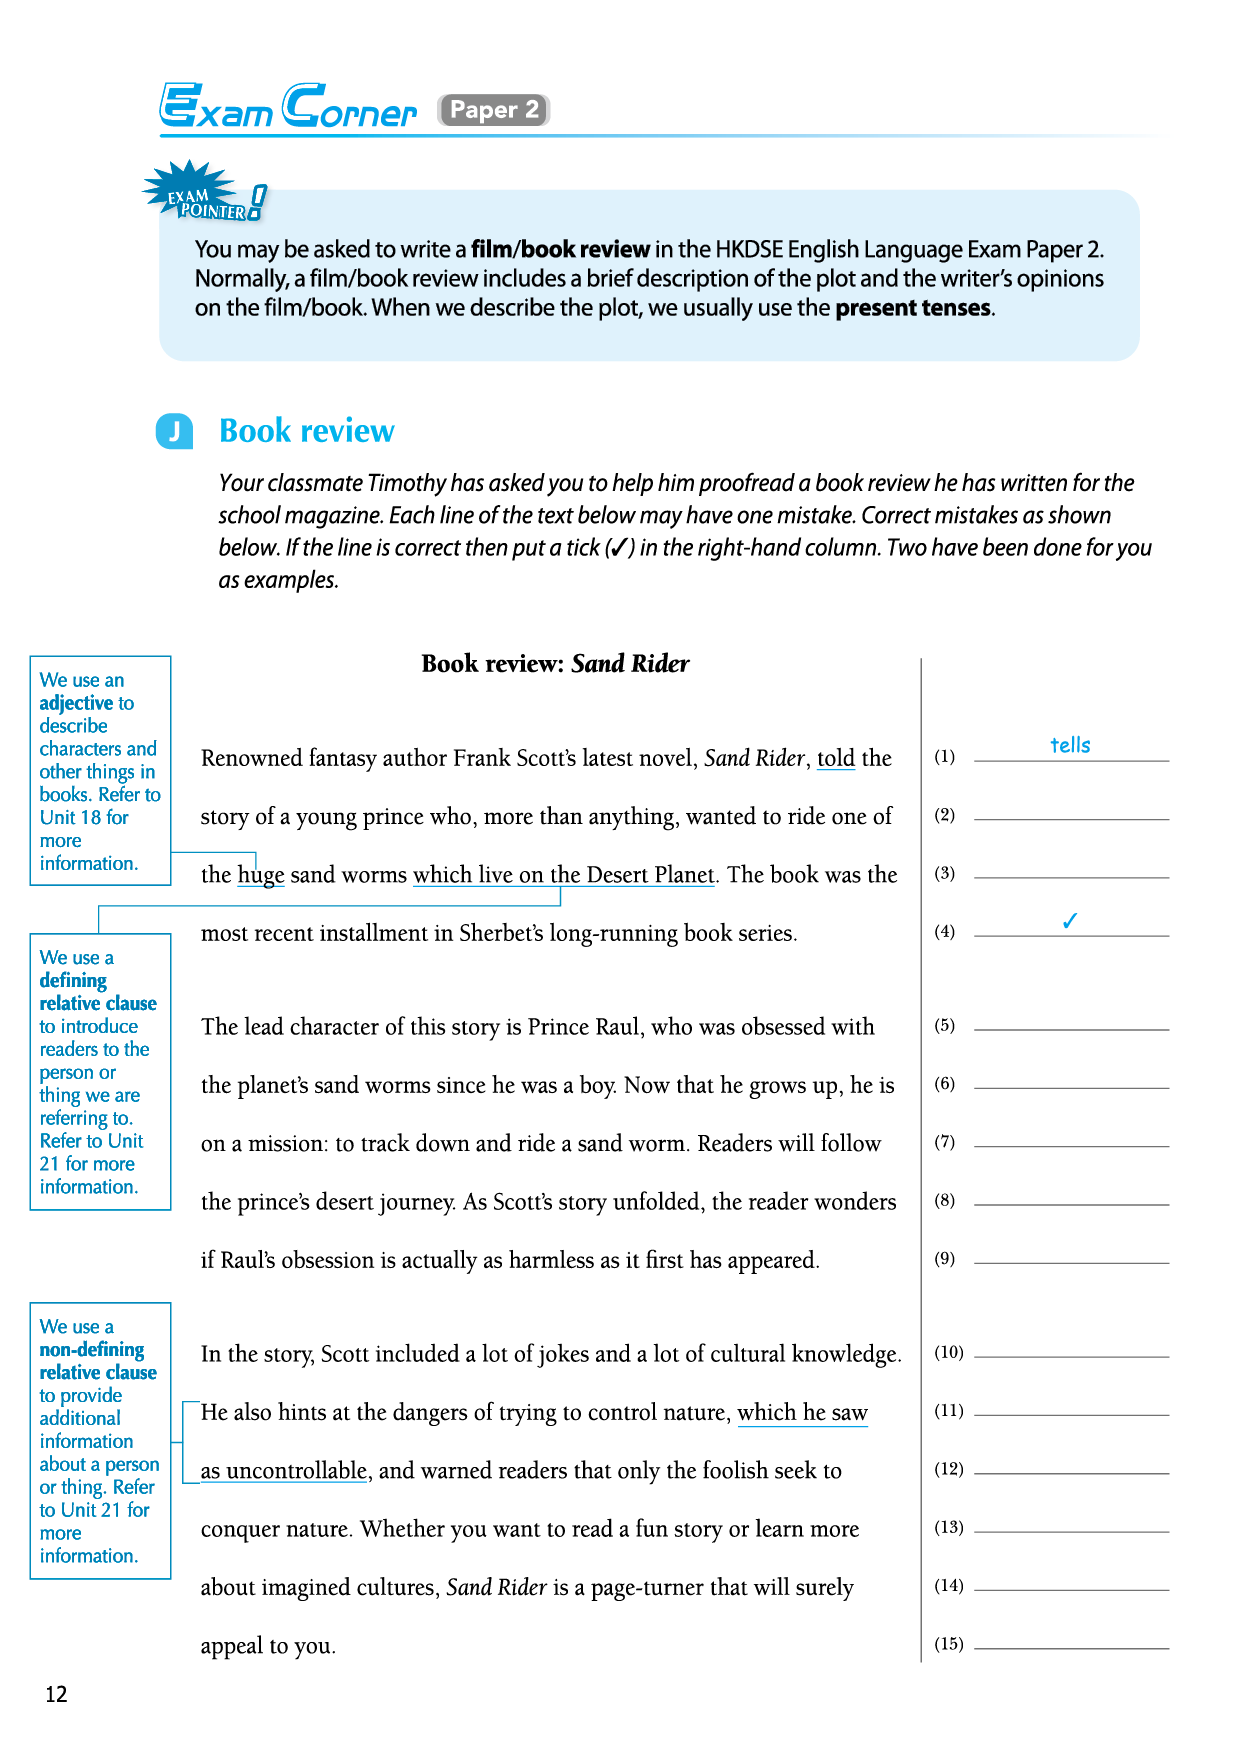 Exam Corner Paper 2
EXAM
POINTER!
You may be asked to write a film/book review in the HKDSE English Language Exam Paper 2.
Normally, a film/book review includes a brief description of the plot and the writer's opinions
on the film/book. When we describe the plot, we usually use the present tenses.
J Book review
Your classmate Timothy has asked you to help him proofread a book review he has written for the
school magazine. Each line of the text below may have one mistake. Correct mistakes as shown
below. If the line is correct then put a tick (✓) in the right-hand column. Two have been done for you
as examples.
Book review: Sand Rider
We use an
adjective to
describe
characters and
other things in
books. Refer to
Unit 18 for
more
information.
Renowned fantasy author Frank Scott's latest novel, Sand Rider, told the (1) tells
story of a young prince who, more than anything, wanted to ride one of (2)
the huge sand worms which live on the Desert Planet. The book was the (3)
most recent installment in Sherbet's long-running book series. (4) ✓
We use a
defining
relative clause
to introduce
readers to the
person or
thing we are
referring to.
Refer to Unit
21 for more
information.
The lead character of this story is Prince Raul, who was obsessed with (5)
the planet's sand worms since he was a boy. Now that he grows up, he is (6)
on a mission: to track down and ride a sand worm. Readers will follow (7)
the prince's desert journey. As Scott's story unfolded, the reader wonders (8)
if Raul's obsession is actually as harmless as it first has appeared. (9)
We use a
non-defining
relative clause
to provide
additional
information
about a person
or thing. Refer
to Unit 21 for
more
information.
In the story, Scott included a lot of jokes and a lot of cultural knowledge. (10)
He also hints at the dangers of trying to control nature, which he saw (11)
as uncontrollable, and warned readers that only the foolish seek to (12)
conquer nature. Whether you want to read a fun story or learn more (13)
about imagined cultures, Sand Rider is a page-turner that will surely (14)
appeal to you. (15)
12